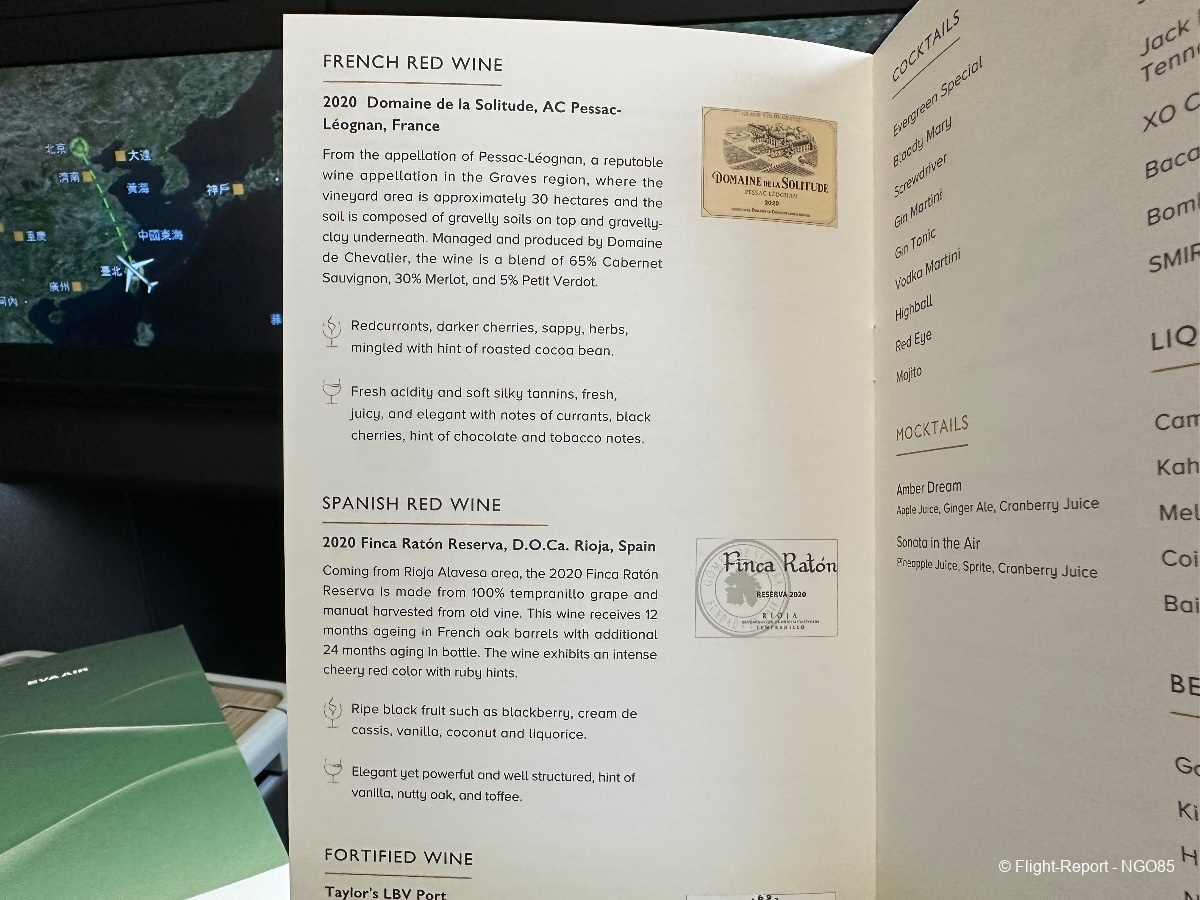 北京
大連
濟南
黃海
神戶
重慶
中國東海
臺北
廣州
河內
菲
EVA AIR
FRENCH RED WINE
2020 Domaine de la Solitude, AC Pessac-
Léognan, France
From the appellation of Pessac-Léognan, a reputable
wine appellation in the Graves region, where the
vineyard area is approximately 30 hectares and the
soil is composed of gravelly soils on top and gravelly-
clay underneath. Managed and produced by Domaine
de Chevalier, the wine is a blend of 65% Cabernet
Sauvignon, 30% Merlot, and 5% Petit Verdot.
Redcurrants, darker cherries, sappy, herbs,
mingled with hint of roasted cocoa bean.
Fresh acidity and soft silky tannins, fresh,
juicy, and elegant with notes of currants, black
cherries, hint of chocolate and tobacco notes.
DOMAINE DE LA SOLITUDE
PESSAC-LÉOGNAN
2020
SPANISH RED WINE
2020 Finca Ratón Reserva, D.O.Ca. Rioja, Spain
Coming from Rioja Alavesa area, the 2020 Finca Ratón
Reserva is made from 100% tempranillo grape and
manual harvested from old vine. This wine receives 12
months ageing in French oak barrels with additional
24 months aging in bottle. The wine exhibits an intense
cheery red color with ruby hints.
Ripe black fruit such as blackberry, cream de
cassis, vanilla, coconut and liquorice.
Elegant yet powerful and well structured, hint of
vanilla, nutty oak, and toffee.
Finca Ratón
RESERVA 2020
RIOJA
TEMPRANILLO
FORTIFIED WINE
Taylor's LBV Port
COCKTAILS
Evergreen Special
Bloody Mary
Screwdriver
Gin Martini
Gin Tonic
Vodka Martini
Highball
Red Eye
Mojito
MOCKTAILS
Amber Dream
Apple Juice, Ginger Ale, Cranberry Juice
Sonata in the Air
Pineapple Juice, Sprite, Cranberry Juice
Jack
Tenn
XO
Baca
Bom
SMIR
LIQ
Cam
Kah
Mel
Coi
Bai
BE
Ki
H
© Flight-Report - NGO85